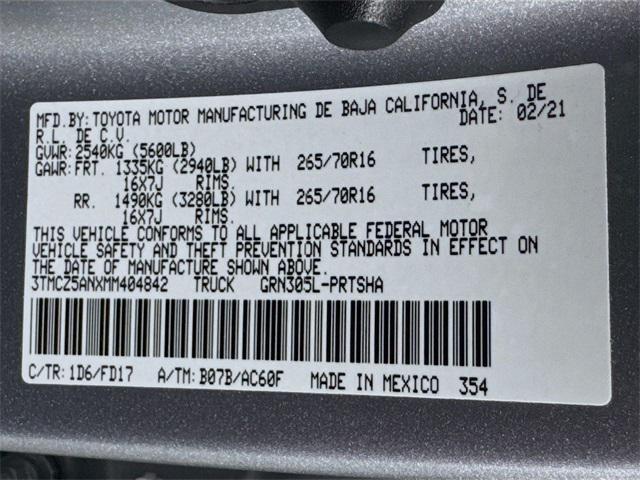 MFD.BY: TOYOTA MOTOR MANUFACTURING DE BAJA CALIFORNIA, S. DE
R.L. DE C.V. DATE: 02/21
GVWR: 2540KG (5600LB)
GAWR: FRT. 1335KG (2940LB) WITH 265/70R16 TIRES,
16X7J RIMS.
RR. 1490KG (3280LB) WITH 265/70R16 TIRES,
16X7J RIMS.
THIS VEHICLE CONFORMS TO ALL APPLICABLE FEDERAL MOTOR
VEHICLE SAFETY AND THEFT PREVENTION STANDARDS IN EFFECT ON
THE DATE OF MANUFACTURE SHOWN ABOVE.
3TMCZ5ANXMM404842 TRUCK GRN305L-PRTSHA
C/TR: 1D6/FD17 A/TM: B07B/AC60F MADE IN MEXICO 354